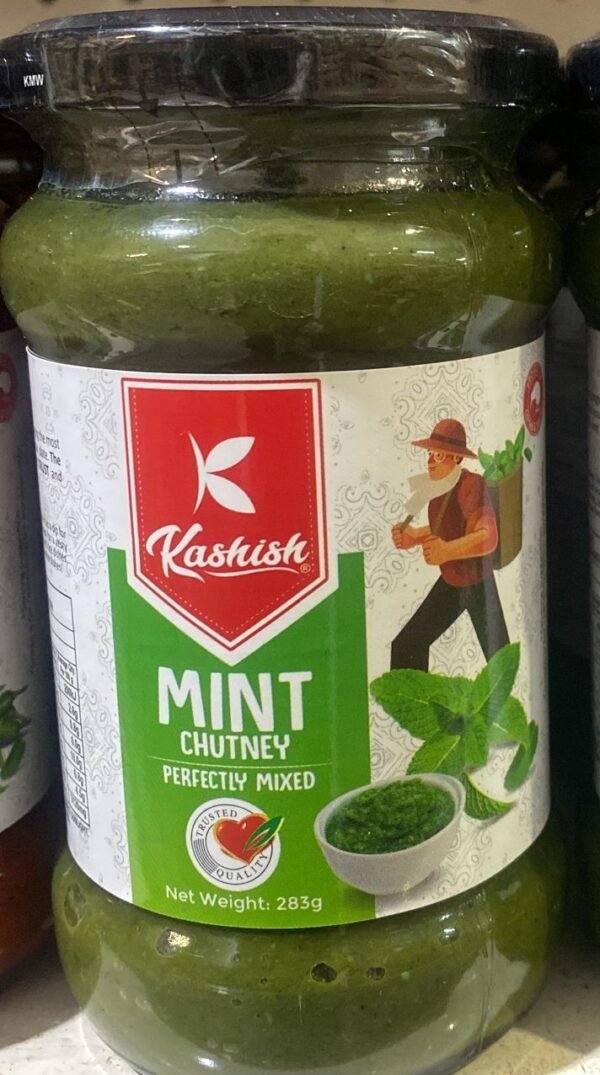 KMW
Kashish®
MINT
CHUTNEY
PERFECTLY MIXED
TRUSTED
QUALITY
Net Weight: 283g